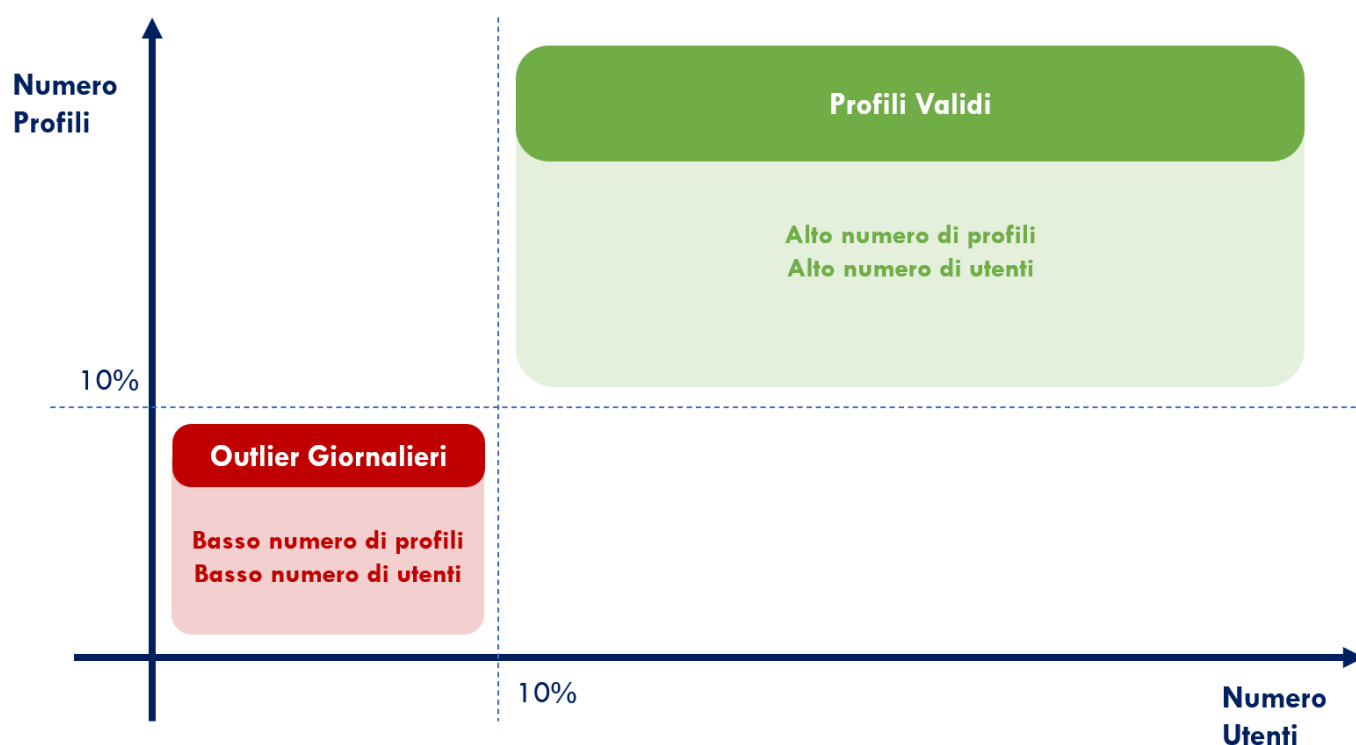 Numero
Profili
Profili Validi
Alto numero di profili
Alto numero di utenti
10%
Outlier Giornalieri
Basso numero di profili
Basso numero di utenti
10%
Numero
Utenti